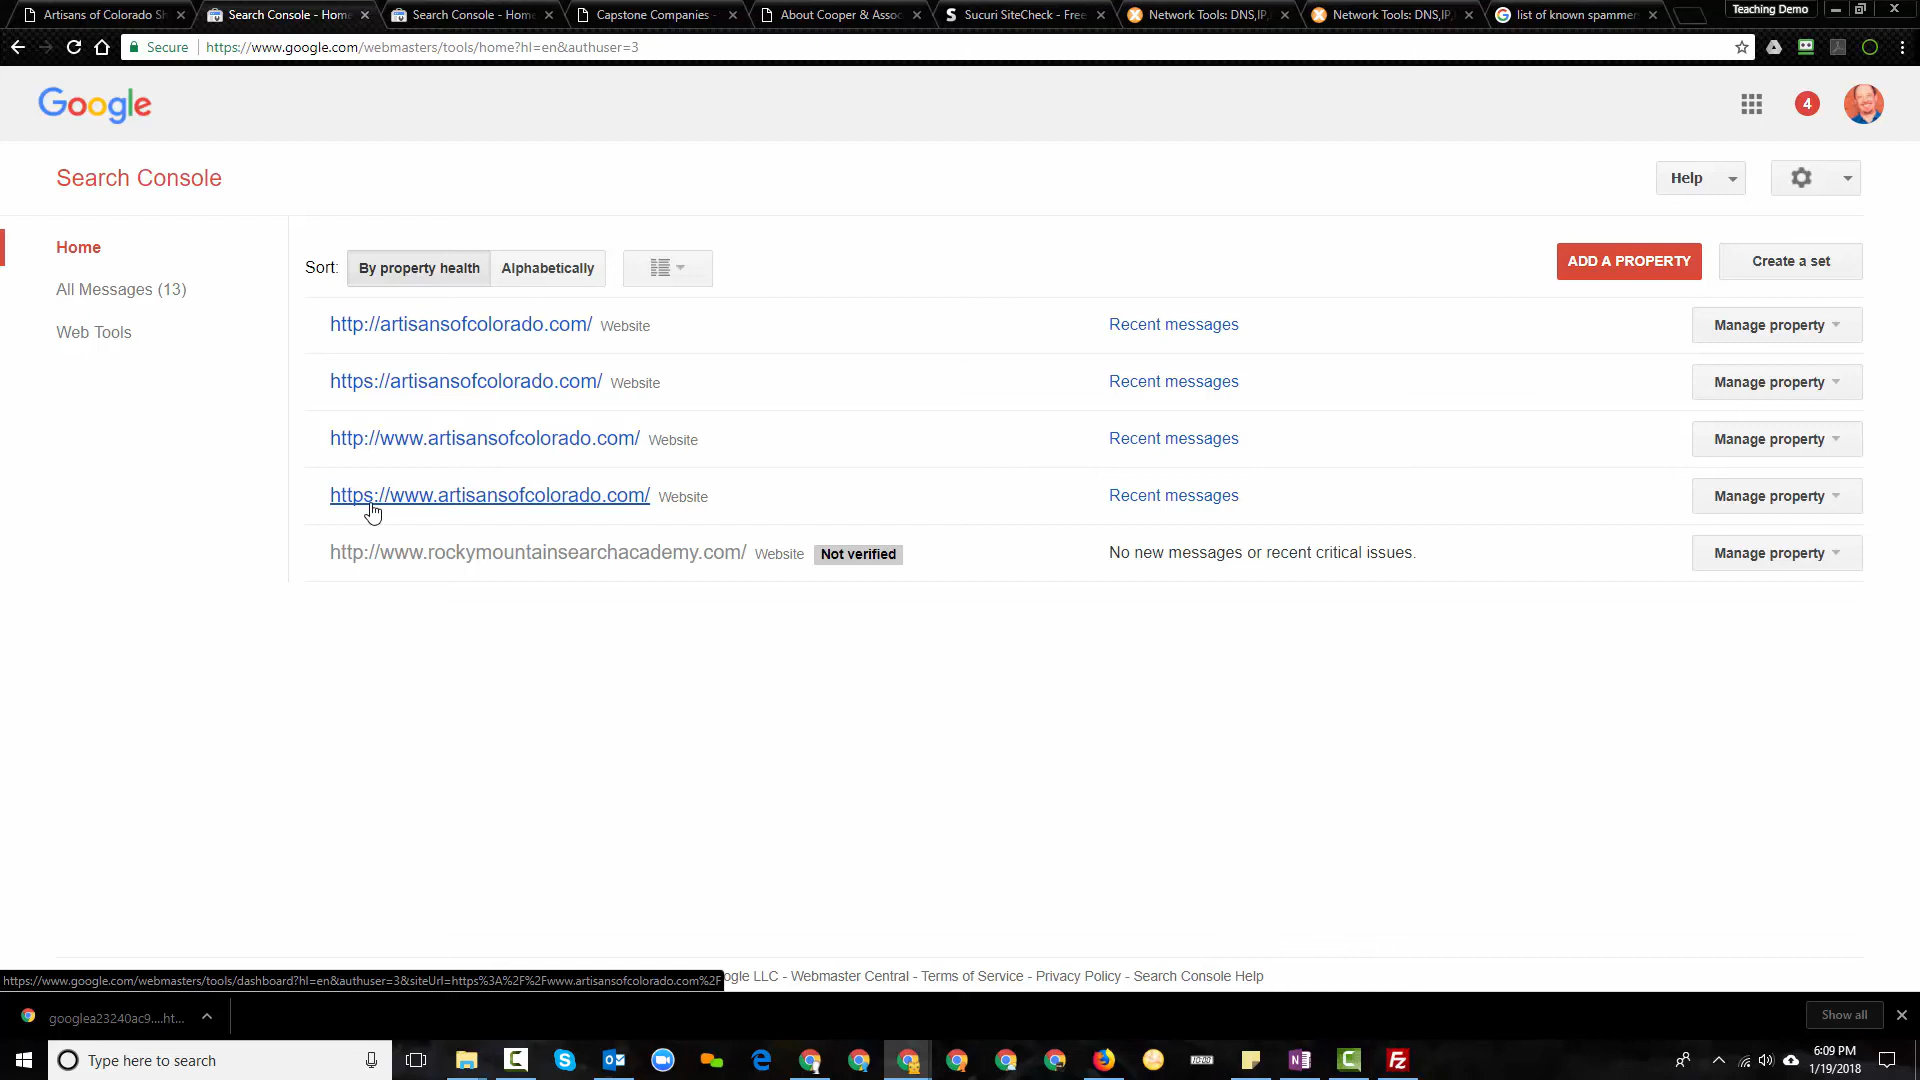 Artisans of Colorado Sh
Search Console - Home
Search Console - Home
Capstone Companies -
About Cooper & Assoc
Sucuri SiteCheck - Free
Network Tools: DNS,IP,
Network Tools: DNS,IP,
list of known spammers
Teaching Demo
Secure
https://www.google.com/webmasters/tools/home?hl=en&authuser=3
Google
4
Search Console
Help
Home
All Messages (13)
Web Tools
Sort: By property health Alphabetically
ADD A PROPERTY
Create a set
http://artisansofcolorado.com/ Website Recent messages Manage property
https://artisansofcolorado.com/ Website Recent messages Manage property
http://www.artisansofcolorado.com/ Website Recent messages Manage property
https://www.artisansofcolorado.com/ Website Recent messages Manage property
http://www.rockymountainsearchacademy.com/ Website Not verified No new messages or recent critical issues. Manage property
https://www.google.com/webmasters/tools/dashboard?hl=en&authuser=3&siteUrl=https%3A%2F%2Fwww.artisansofcolorado.com%2F
ogle LLC - Webmaster Central - Terms of Service - Privacy Policy - Search Console Help
googlea23240ac9....ht...
Show all
Type here to search
6:09 PM
1/19/2018